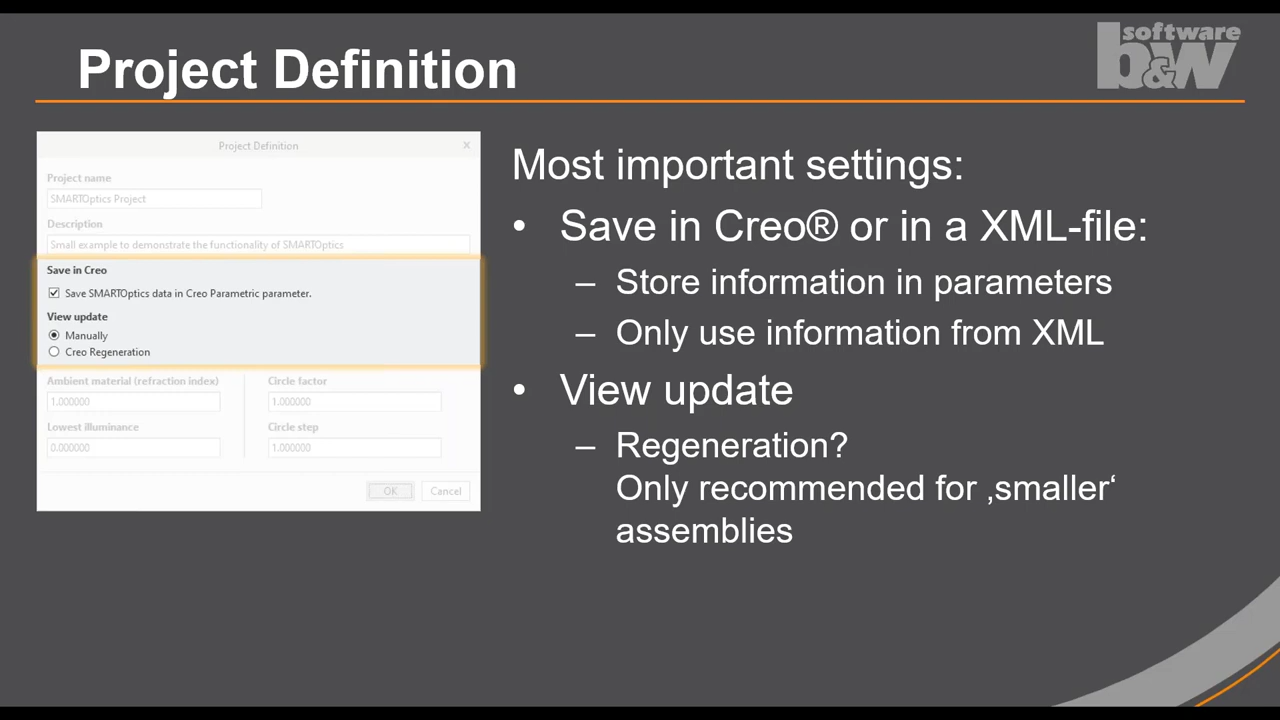 Project Definition
software
b&w
Project Definition
x
Project name
SMARTOptics Project
Description
Small example to demonstrate the functionality of SMARTOptics
Save in Creo
Save SMARTOptics data in Creo Parametric parameter.
View update
Manually
Creo Regeneration
Ambient material (refraction index)
Circle factor
1.000000
1.000000
Lowest illuminance
Circle step
0.000000
1.000000
OK
Cancel
Most important settings:
• Save in Creo® or in a XML-file:
– Store information in parameters
– Only use information from XML
• View update
– Regeneration?
Only recommended for ‚smaller‘
assemblies